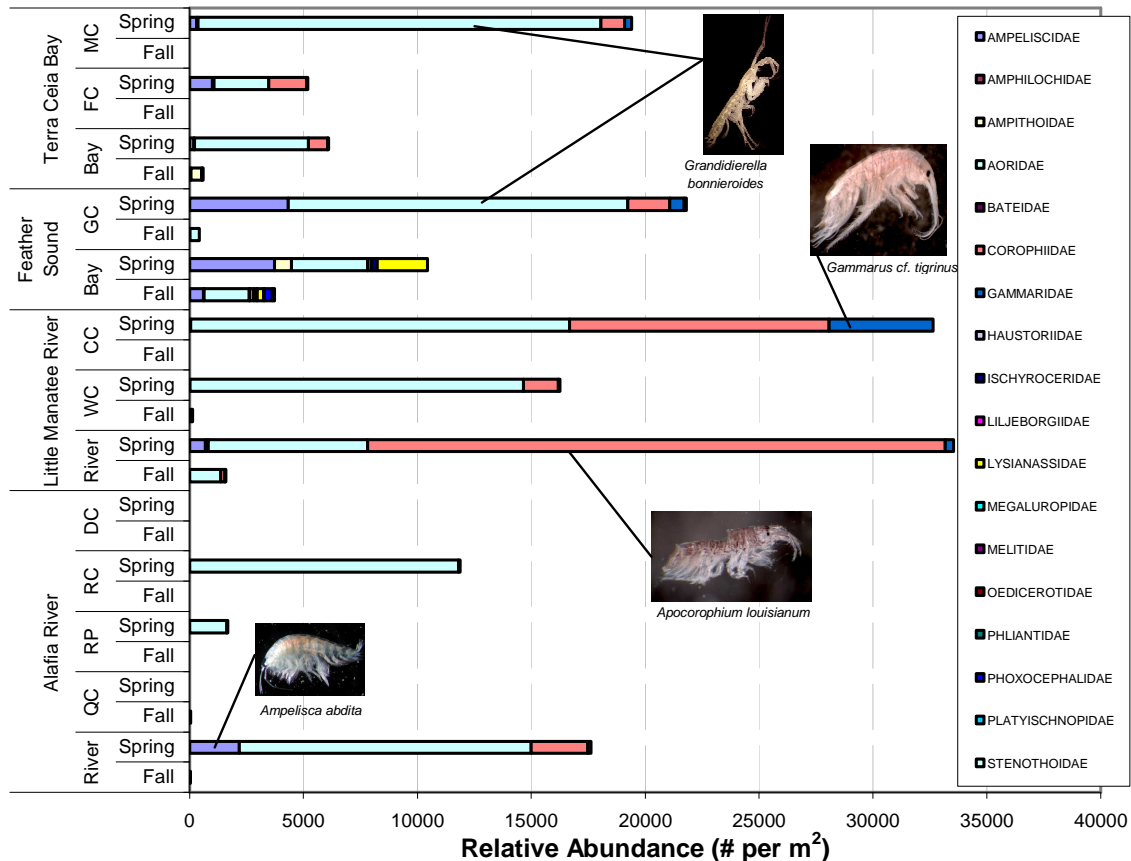 Terra Ceia Bay
MC
Spring
Fall
FC
Spring
Fall
Bay
Spring
Fall
Feather
Sound
GC
Spring
Fall
Bay
Spring
Fall
Little Manatee River
CC
Spring
Fall
WC
Spring
Fall
River
Spring
Fall
Alafia River
DC
Spring
Fall
RC
Spring
Fall
RP
Spring
Fall
QC
Spring
Fall
River
Spring
Fall
Grandidierella
bonnieroides
Gammarus cf. tigrinus
Apocorophium louisianum
Ampelisca abdita
AMPELISCIDAE
AMPHILOCHIDAE
AMPITHOIDAE
AORIDAE
BATEIDAE
COROPHIIDAE
GAMMARIDAE
HAUSTORIIDAE
ISCHYROCERIDAE
LILJEBORGIIDAE
LYSIANASSIDAE
MEGALUROPIDAE
MELITIDAE
OEDICEROTIDAE
PHLIANTIDAE
PHOXOCEPHALIDAE
PLATYISCHNOPIDAE
STENOTHOIDAE
0 5000 10000 15000 20000 25000 30000 35000 40000
Relative Abundance (# per m²)